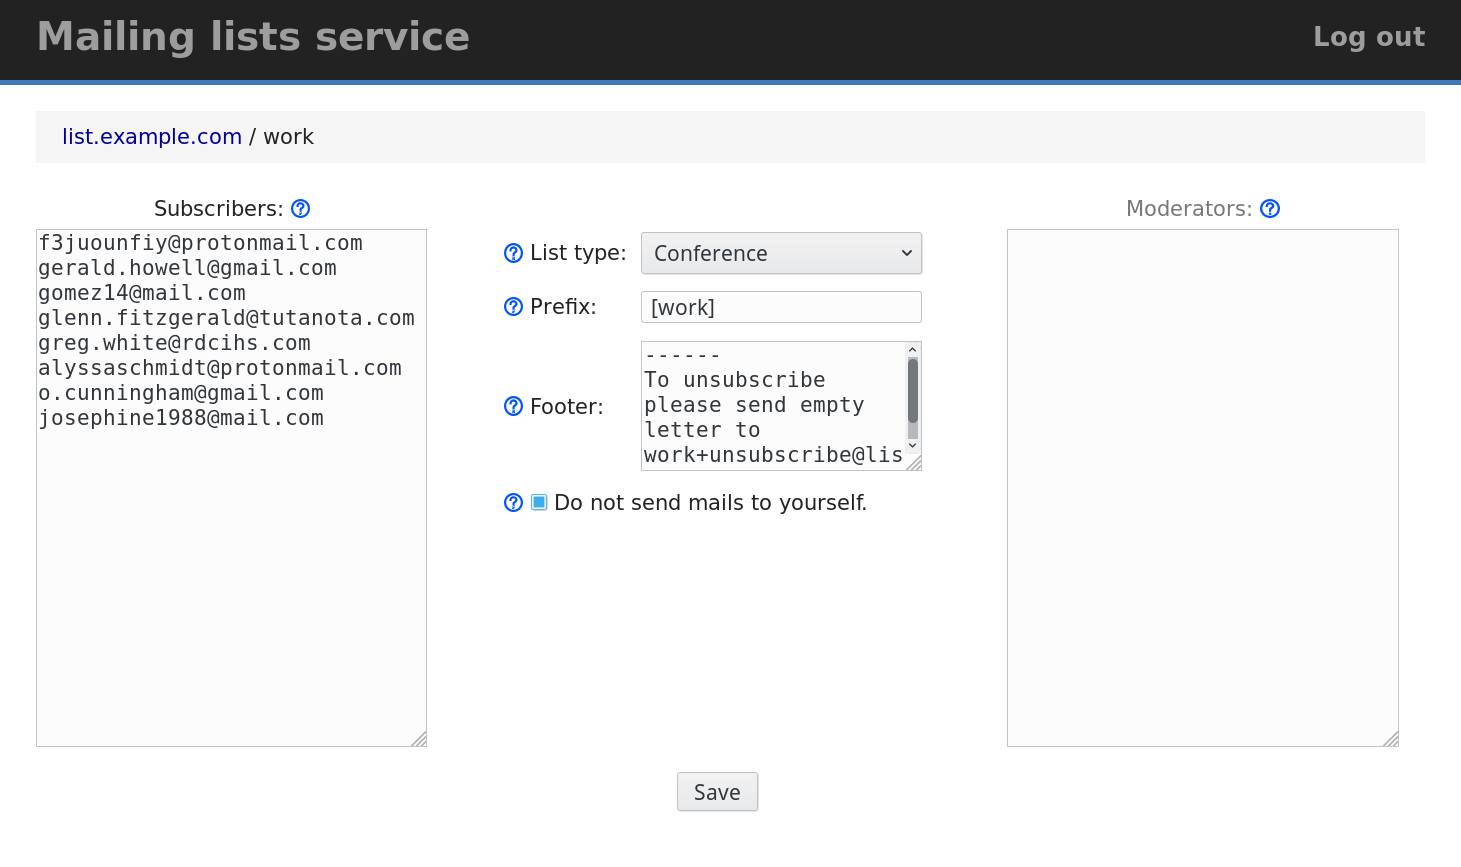 Mailing lists service
Log out
list.example.com / work
Subscribers:
f3juounfiy@protonmail.com
gerald.howell@gmail.com
gomez14@mail.com
glenn.fitzgerald@tutanota.com
greg.white@rdcihs.com
alyssaschmidt@protonmail.com
o.cunningham@gmail.com
josephine1988@mail.com
List type: Conference
Prefix: [work]
Footer:
------
To unsubscribe
please send empty
letter to
work+unsubscribe@lis
Do not send mails to yourself.
Moderators:
Save